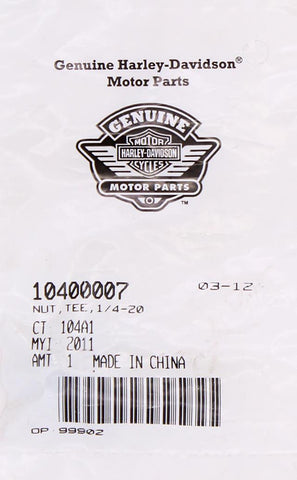 Genuine Harley-Davidson®
Motor Parts
GENUINE
MOTOR
HARLEY-DAVIDSON
CYCLES
MOTOR PARTS
™
10400007 03-12
NUT,TEE,1/4-20
CT 104A1
MYI 2011
AMT 1 MADE IN CHINA
OP 99902